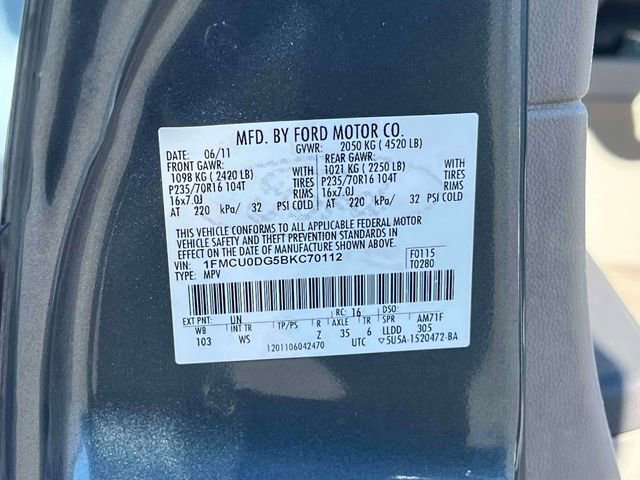 MFD. BY FORD MOTOR CO.
DATE: 06/11 GVWR: 2050 KG ( 4520 LB)
FRONT GAWR: REAR GAWR:
1098 KG ( 2420 LB) 1021 KG ( 2250 LB)
P235/70R16 104T TIRES P235/70R16 104T TIRES
16x7.0J RIMS 16x7.0J RIMS
AT 220 kPa/ 32 PSI COLD AT 220 kPa/ 32 PSI COLD
THIS VEHICLE CONFORMS TO ALL APPLICABLE FEDERAL MOTOR
VEHICLE SAFETY AND THEFT PREVENTION STANDARDS IN
EFFECT ON THE DATE OF MANUFACTURE SHOWN ABOVE.
VIN: 1FMCU0DG5BKC70112 F0115
TYPE: MPV T0280
EXT PNT: UN RC: 16 DSO:
WB INT TR TP/PS R AXLE TR SPR AM71F
103 WS Z 35 6 LLDD 305
1201106042470 UTC ▽5U5A-1520472-BA